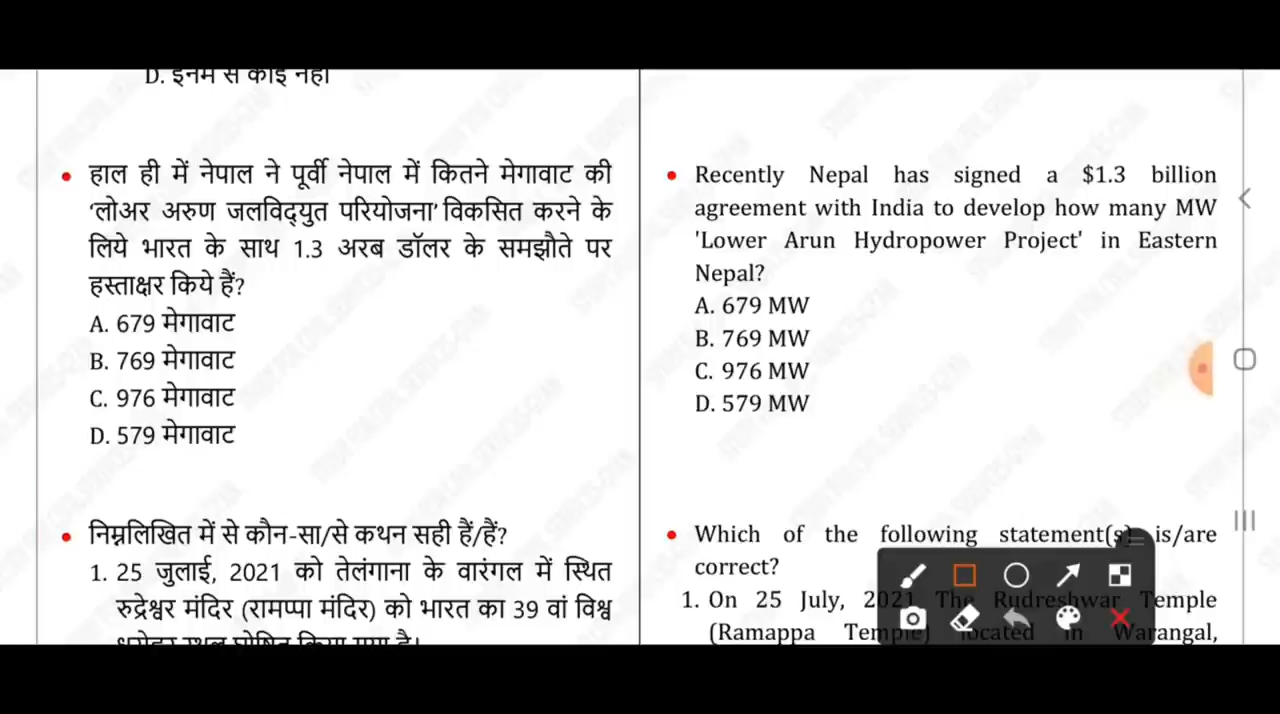 D. इनमें से कोई नहीं
• हाल ही में नेपाल ने पूर्वी नेपाल में कितने मेगावाट की
‘लोअर अरुण जलविद्युत परियोजना’ विकसित करने के
लिये भारत के साथ 1.3 अरब डॉलर के समझौते पर
हस्ताक्षर किये हैं?
A. 679 मेगावाट
B. 769 मेगावाट
C. 976 मेगावाट
D. 579 मेगावाट
• निम्नलिखित में से कौन-सा/से कथन सही हैं/हैं?
1. 25 जुलाई, 2021 को तेलंगाना के वारंगल में स्थित
रुद्रेश्वर मंदिर (रामप्पा मंदिर) को भारत का 39 वां विश्व
धरोहर स्थल घोषित किया गया है।
• Recently Nepal has signed a $1.3 billion
agreement with India to develop how many MW
'Lower Arun Hydropower Project' in Eastern
Nepal?
A. 679 MW
B. 769 MW
C. 976 MW
D. 579 MW
• Which of the following statement(s) is/are
correct?
1. On 25 July, 2021 The Rudreshwar Temple
(Ramappa Temple) located in Warangal,